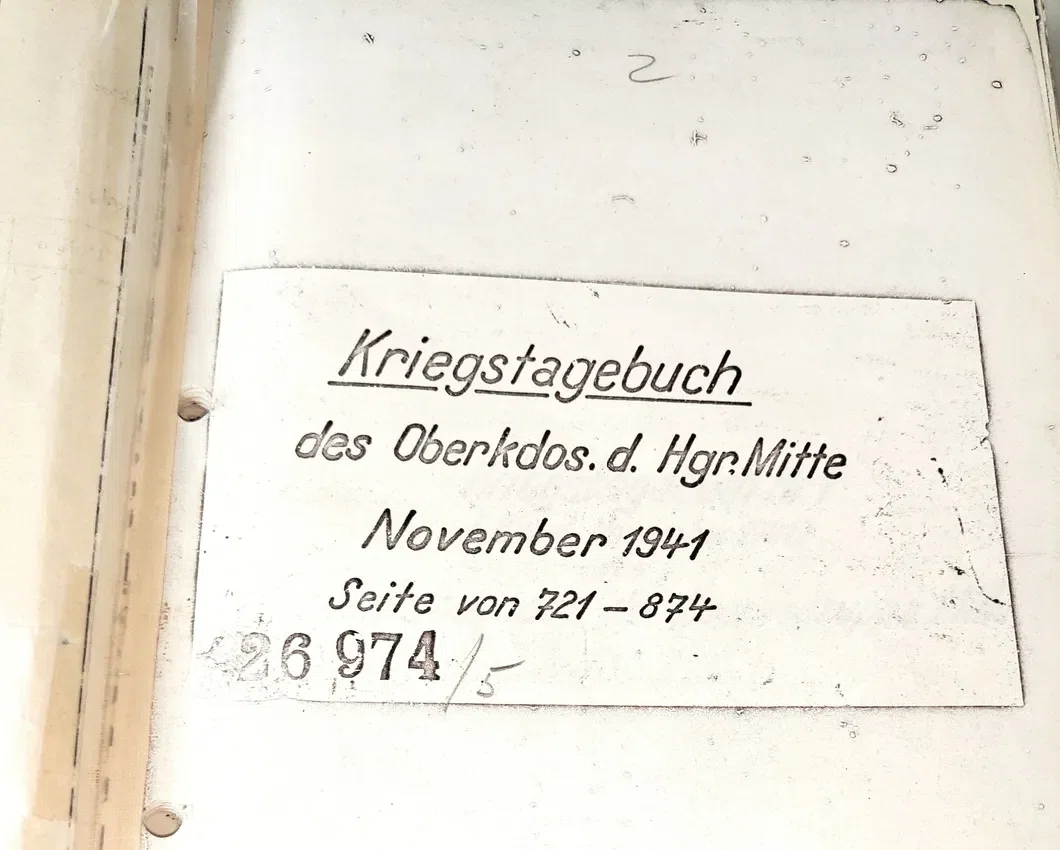 2
Kriegstagebuch
des Oberkdos. d. Hgr. Mitte
November 1941
Seite von 721 – 874
26 974/5